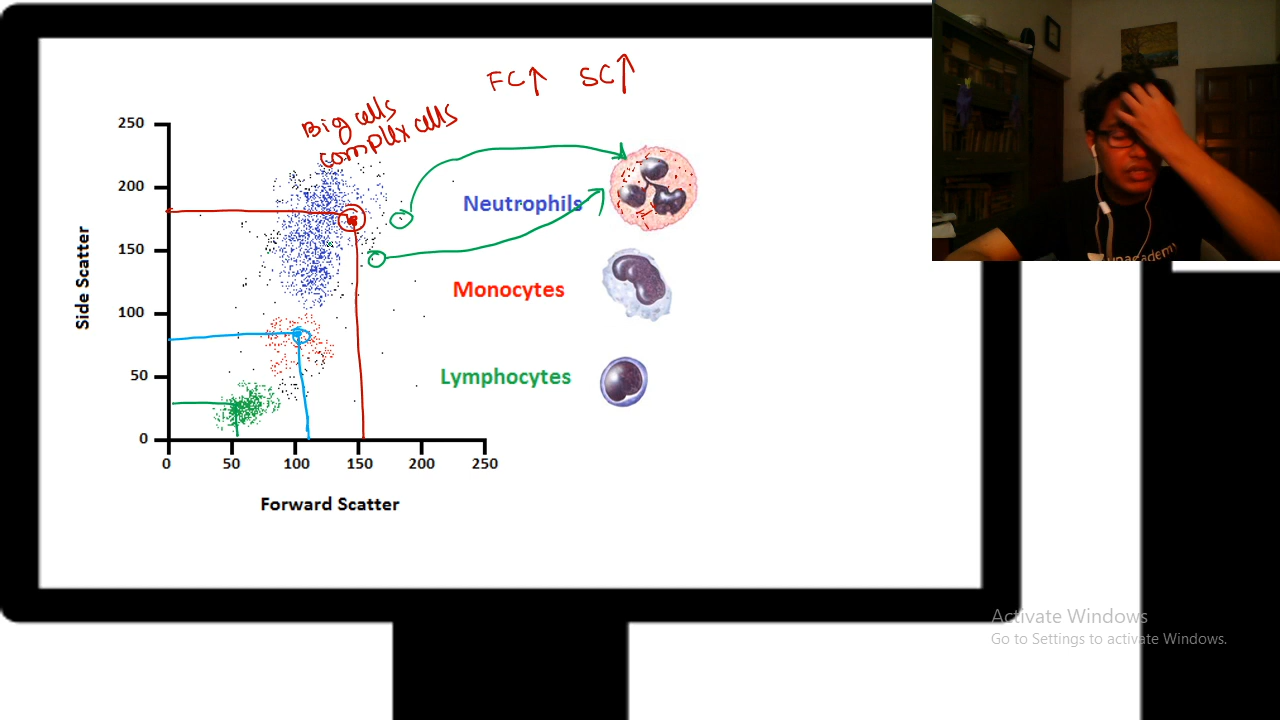 FC↑ SC↑
Big cells
complex cells
250
200
150
100
50
0
0 50 100 150 200 250
Side Scatter
Forward Scatter
Neutrophils
Monocytes
Lymphocytes
unacademy
Activate Windows
Go to Settings to activate Windows.